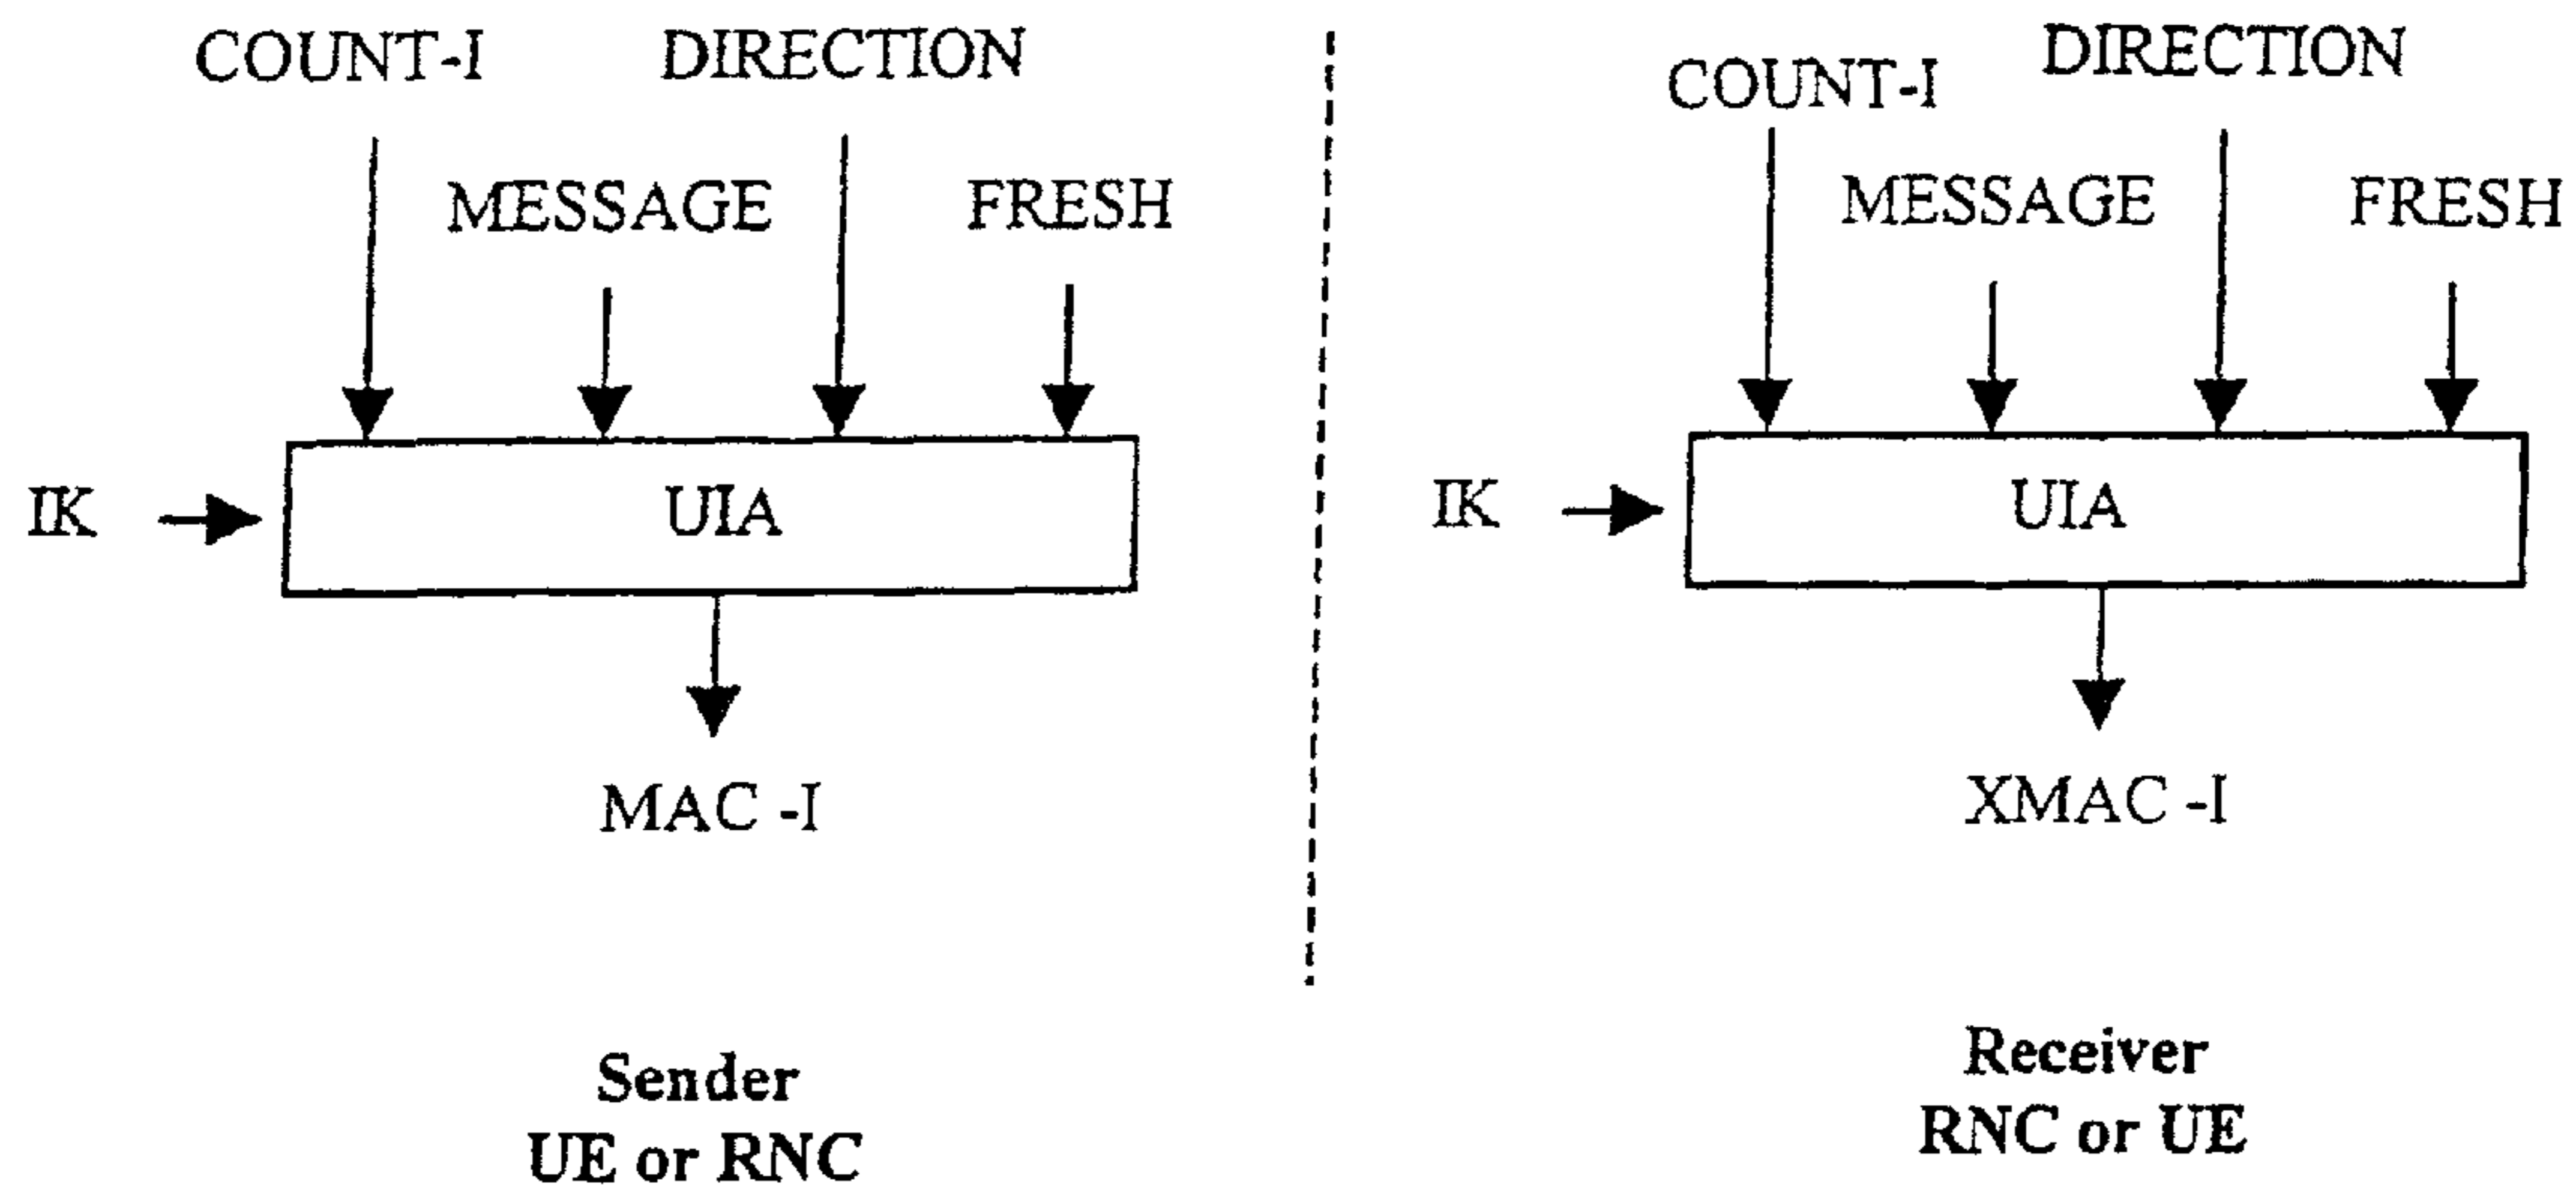 COUNT-I DIRECTION
MESSAGE FRESH
IK UIA
MAC -I
Sender
UE or RNC
COUNT-I DIRECTION
MESSAGE FRESH
IK UIA
XMAC -I
Receiver
RNC or UE